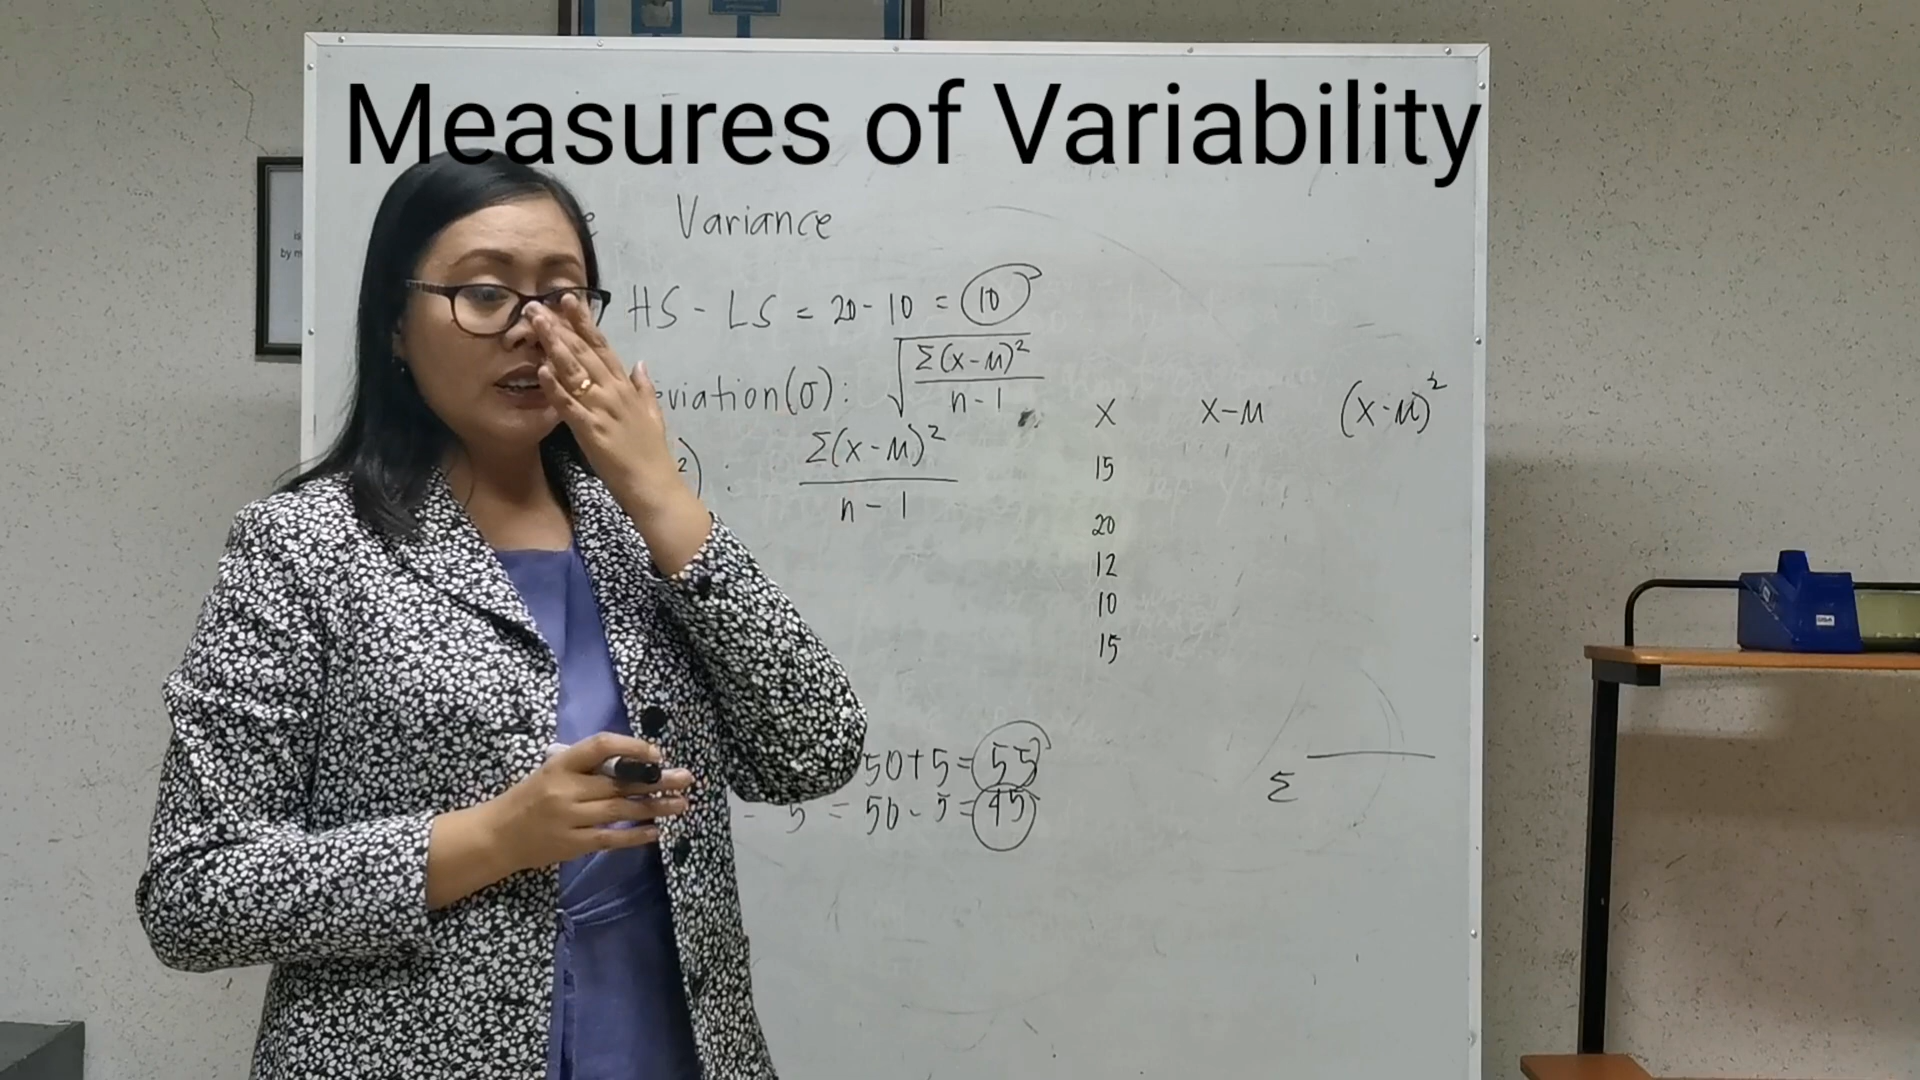 Measures of Variability
Variance
HS - LS = 20 - 10 = 10
eviation(σ): √Σ(x-µ)²
n-1
2) : Σ(x-µ)²
n-1
X X-µ (X-µ)²
15
20
12
10
15
50+5=55
- 5 = 50-5=45
Σ